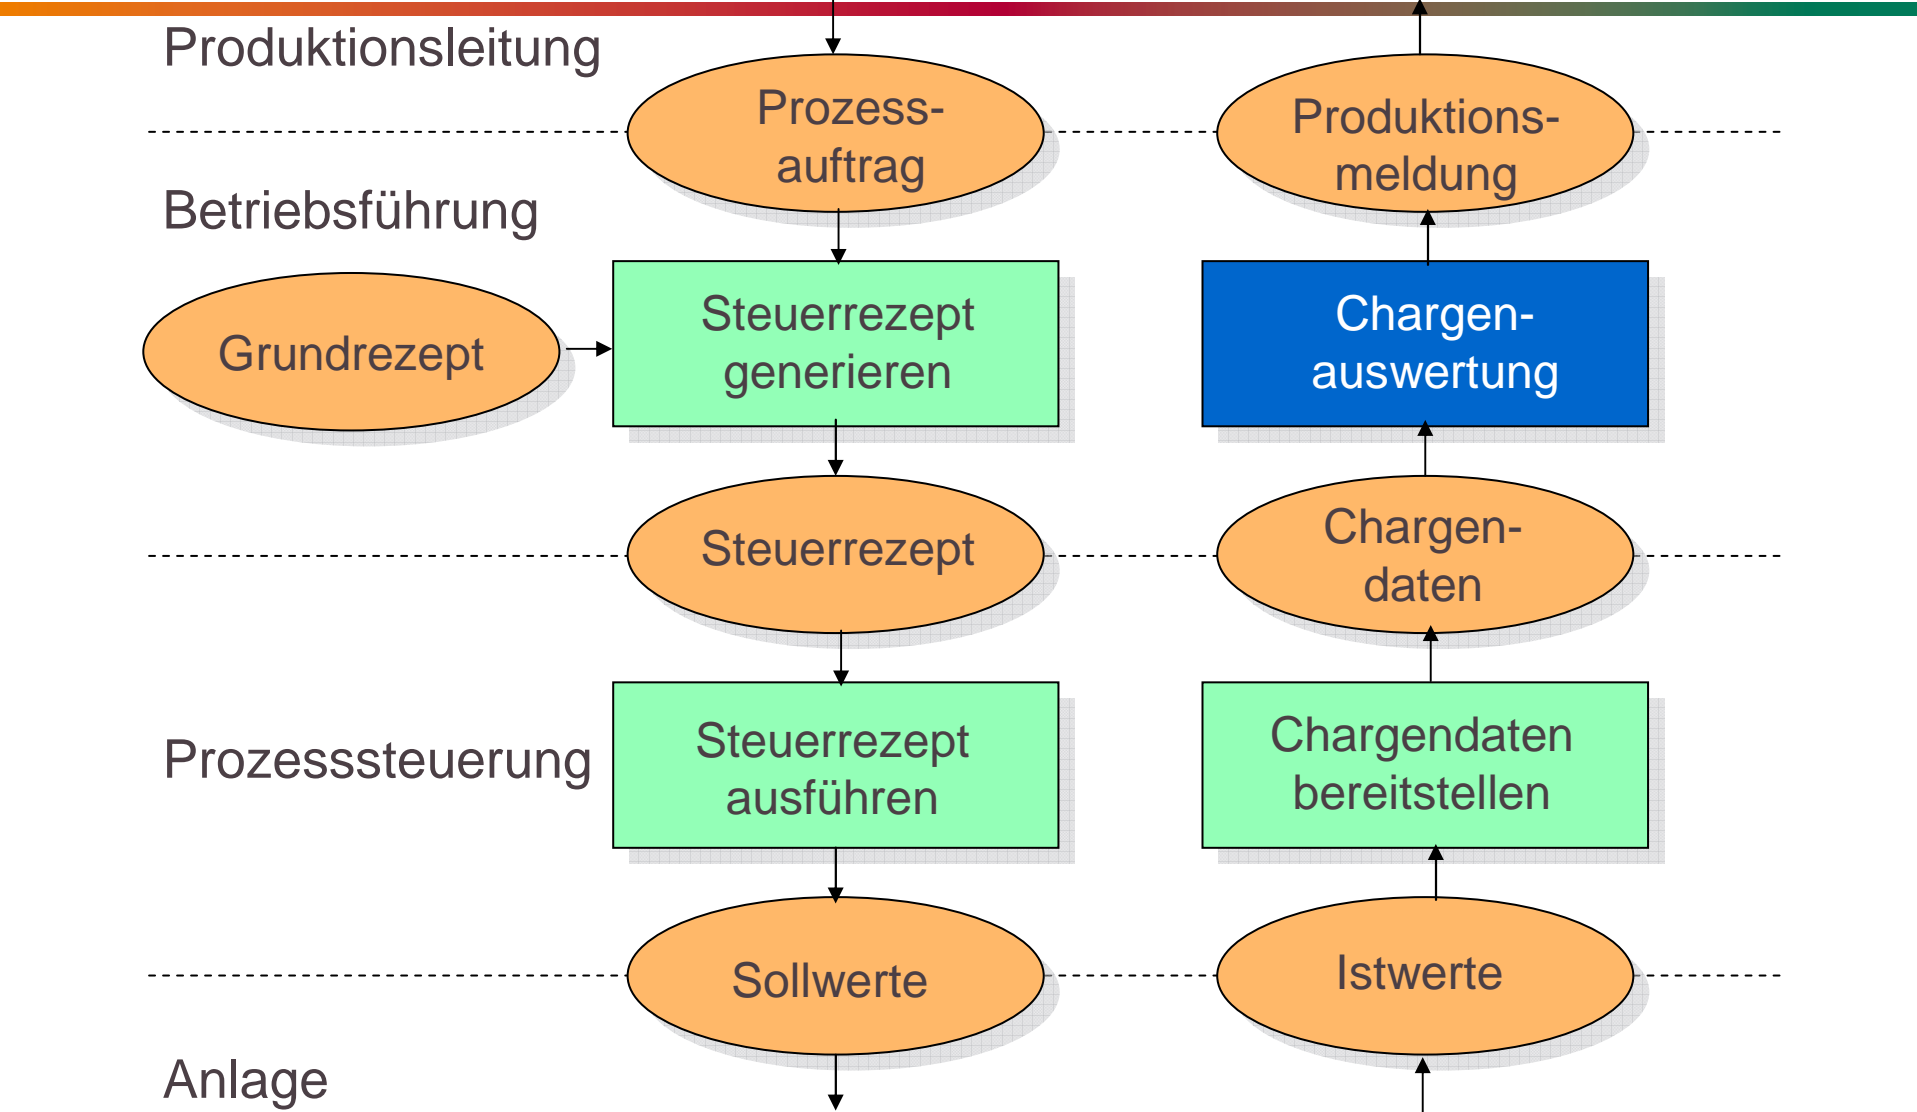 Produktionsleitung
Prozess-
auftrag
Produktions-
meldung
Betriebsführung
Grundrezept
Steuerrezept
generieren
Chargen-
auswertung
Steuerrezept
Chargen-
daten
Prozesssteuerung
Steuerrezept
ausführen
Chargendaten
bereitstellen
Sollwerte
Istwerte
Anlage